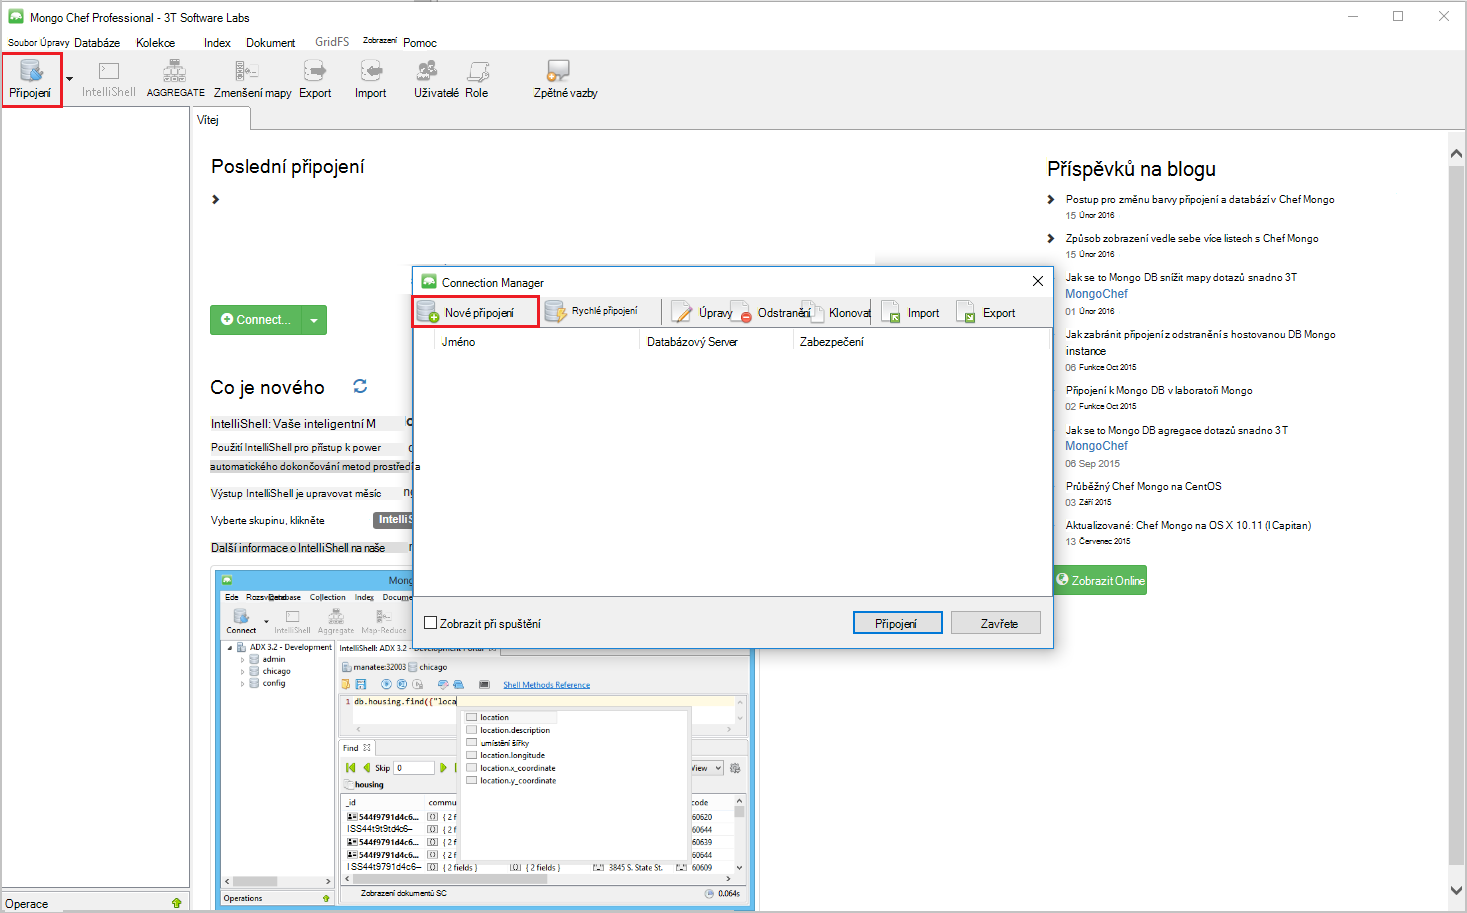 Mongo Chef Professional - 3T Software Labs
Soubor Úpravy Databáze Kolekce Index Dokument GridFS Zobrazení Pomoc
Připojení IntelliShell AGGREGATE Zmenšení mapy Export Import Uživatelé Role Zpětné vazby
Vítej
Poslední připojení
Connect...
Co je nového
IntelliShell: Vaše inteligentní M
Použití IntelliShell pro přístup k power
automatického dokončování metod prostředí a
Výstup IntelliShell je upravovat měsíc
Vyberte skupinu, klikněte IntelliS
Další informace o IntelliShell na naše
Connection Manager
Nové připojení Rychlé připojení Úpravy Odstranění Klonovat Import Export
Jméno Databázový Server Zabezpečení
Zobrazit při spuštění
Připojení Zavřete
Příspěvků na blogu
Postup pro změnu barvy připojení a databází v Chef Mongo
15 Únor 2016
Způsob zobrazení vedle sebe více listech s Chef Mongo
15 Únor 2016
Jak se to Mongo DB snížit mapy dotazů snadno 3T
MongoChef
01 Únor 2016
Jak zabránit připojení z odstranění s hostovanou DB Mongo
instance
06 Funkce Oct 2015
Připojení k Mongo DB v laboratoři Mongo
02 Funkce Oct 2015
Jak se to Mongo DB agregace dotazů snadno 3T
MongoChef
06 Sep 2015
Průběžný Chef Mongo na CentOS
03 Září 2015
Aktualizované: Chef Mongo na OS X 10.11 (l Capitan)
13 Červenec 2015
Zobrazit Online
Mong
Collection Index Docume
Connect IntelliShell Aggregate Map-Reduce
ADX 3.2 - Development
admin
chicago
config
IntelliShell: ADX 3.2 - Development
manatee:32003 chicago
Shell Methods Reference
1 db.housing.find({"loca
location
location.description
umístění šířky
location.longitude
location.x_coordinate
location.y_coordinate
Find
Skip 0 View
housing
_id commu code
544f9791d4c6... { 2 f 60620
ISS44t9t9td4c6– { 2 f 60644
544f9791d4c6... { 2 f 60639
544f9791d4c6... { 2 f 60644
ISS44t9791d4c6– { 2 fields } { 2 fields } 3845 S. State St. 60609
Zobrazení dokumentů SC 0.064s
Operations
Operace